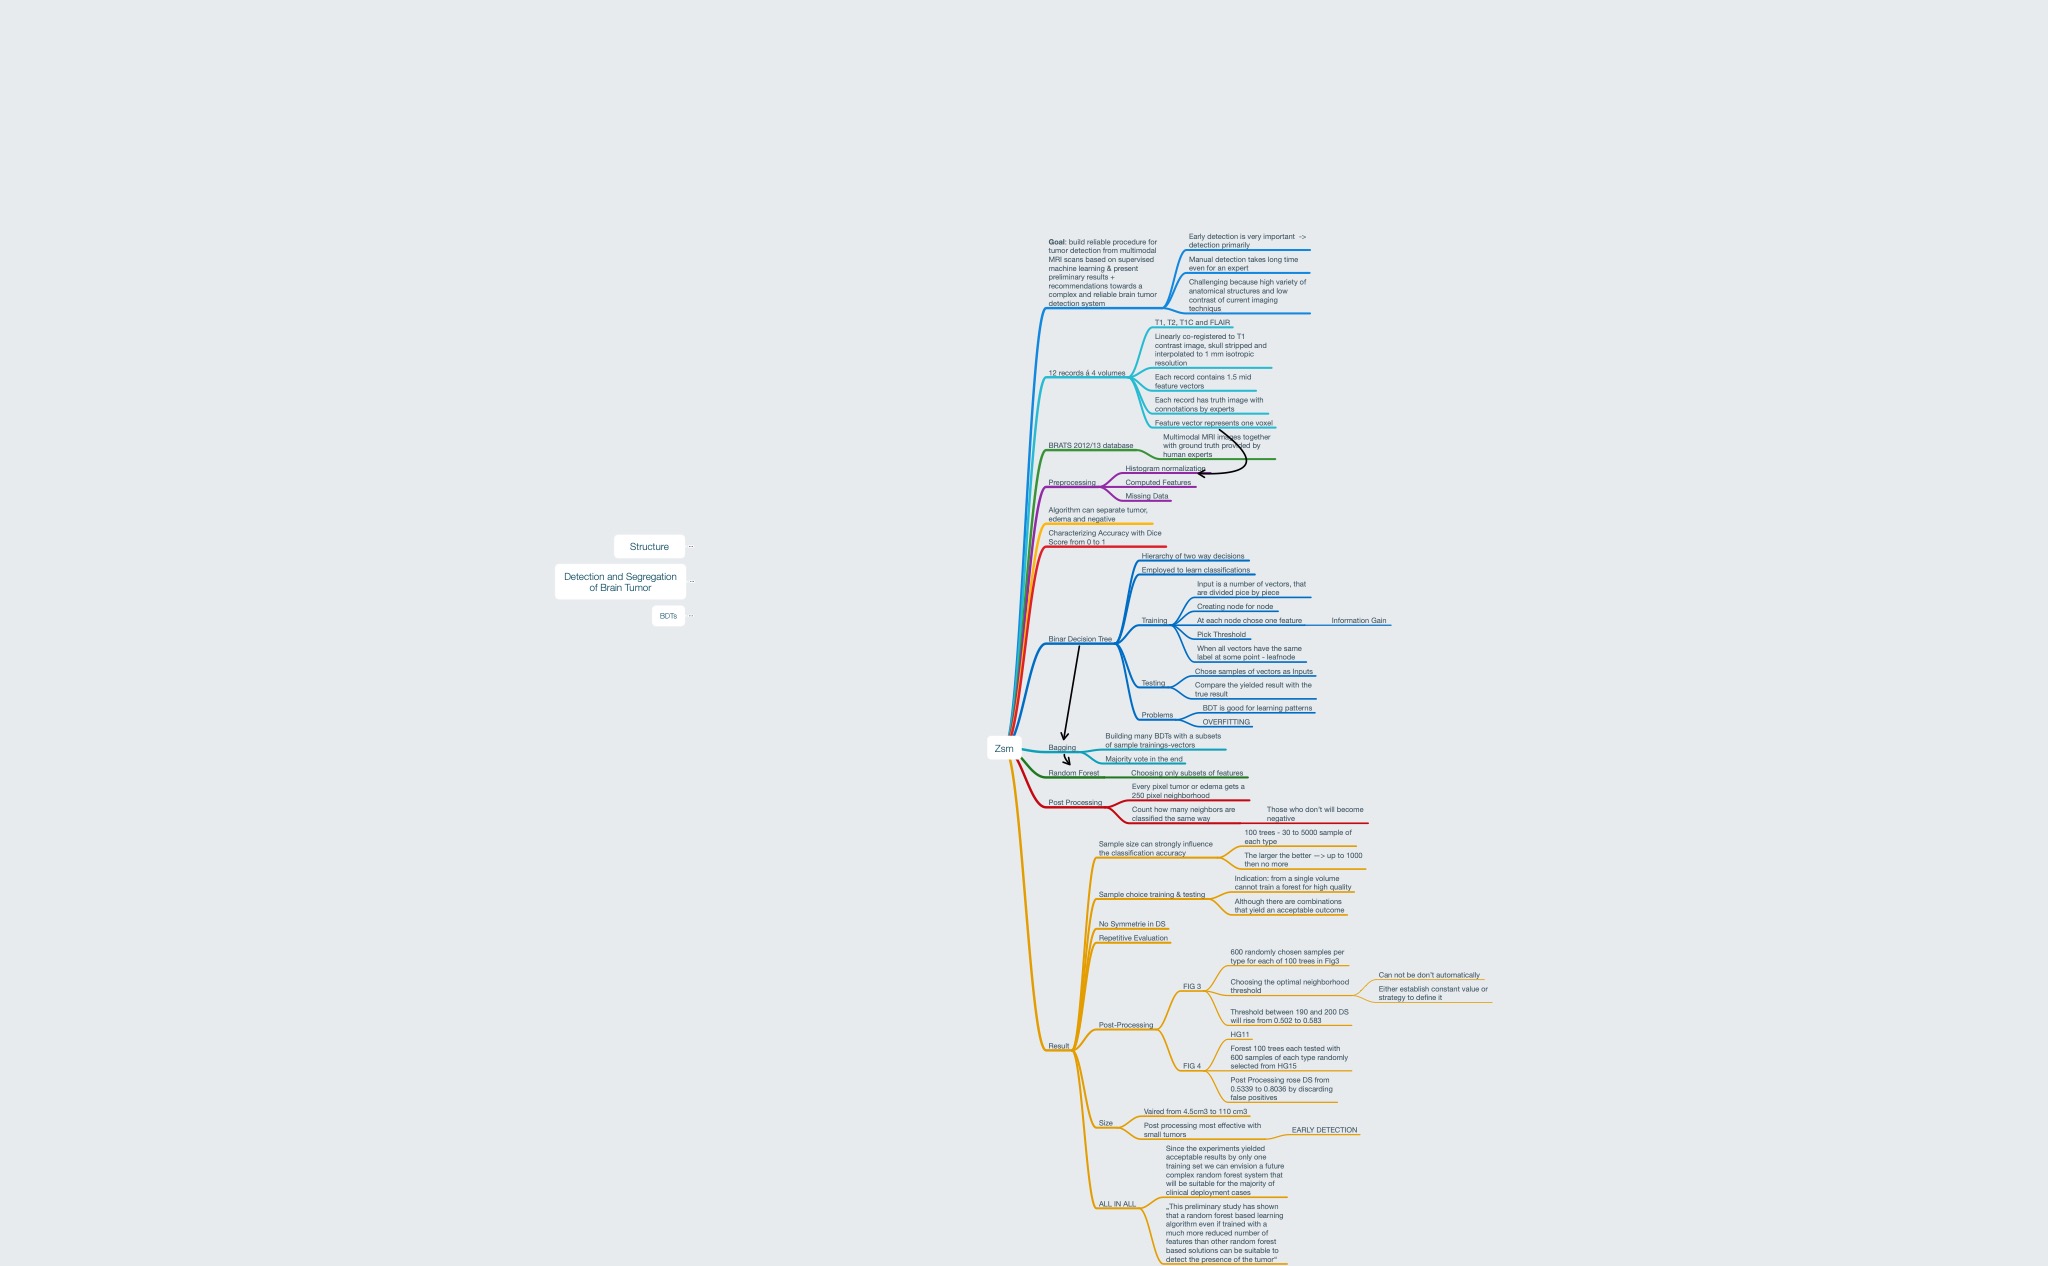 Structure
Detection and Segregation
of Brain Tumor
BDTs
Zsm
Goal: build reliable procedure for
tumor detection from multimodal
MRI scans based on supervised
machine learning & present
preliminary results +
recommendations towards a
complex and reliable brain tumor
detection system
Early detection is very important ->
detection primarily
Manual detection takes long time
even for an expert
Challenging because high variety of
anatomical structures and low
contrast of current imaging
techniqus
12 records á 4 volumes
T1, T2, T1C and FLAIR
Linearly co-registered to T1
contrast image, skull stripped and
interpolated to 1 mm isotropic
resolution
Each record contains 1.5 mid
feature vectors
Each record has truth image with
connotations by experts
Feature vector represents one voxel
BRATS 2012/13 database
Multimodal MRI images together
with ground truth provided by
human experts
Preprocessing
Histogram normalization
Computed Features
Missing Data
Algorithm can separate tumor,
edema and negative
Characterizing Accuracy with Dice
Score from 0 to 1
Binar Decision Tree
Hierarchy of two way decisions
Employed to learn classifications
Training
Input is a number of vectors, that
are divided pice by piece
Creating node for node
At each node chose one feature
Information Gain
Pick Threshold
When all vectors have the same
label at some point - leafnode
Testing
Chose samples of vectors as Inputs
Compare the yielded result with the
true result
Problems
BDT is good for learning patterns
OVERFITTING
Bagging
Building many BDTs with a subsets
of sample trainings-vectors
Majority vote in the end
Random Forest
Choosing only subsets of features
Post Processing
Every pixel tumor or edema gets a
250 pixel neighborhood
Count how many neighbors are
classified the same way
Those who don't will become
negative
Result
Sample size can strongly influence
the classification accuracy
100 trees - 30 to 5000 sample of
each type
The larger the better —> up to 1000
then no more
Sample choice training & testing
Indication: from a single volume
cannot train a forest for high quality
Although there are combinations
that yield an acceptable outcome
No Symmetrie in DS
Repetitive Evaluation
Post-Processing
FIG 3
600 randomly chosen samples per
type for each of 100 trees in FIg3
Choosing the optimal neighborhood
threshold
Can not be don't automatically
Either establish constant value or
strategy to define it
Threshold between 190 and 200 DS
will rise from 0.502 to 0.583
FIG 4
HG11
Forest 100 trees each tested with
600 samples of each type randomly
selected from HG15
Post Processing rose DS from
0.5339 to 0.8036 by discarding
false positives
Size
Vaired from 4.5cm3 to 110 cm3
Post processing most effective with
small tumors
EARLY DETECTION
ALL IN ALL
Since the experiments yielded
acceptable results by only one
training set we can envision a future
complex random forest system that
will be suitable for the majority of
clinical deployment cases
„This preliminary study has shown
that a random forest based learning
algorithm even if trained with a
much more reduced number of
features than other random forest
based solutions can be suitable to
detect the presence of the tumor"